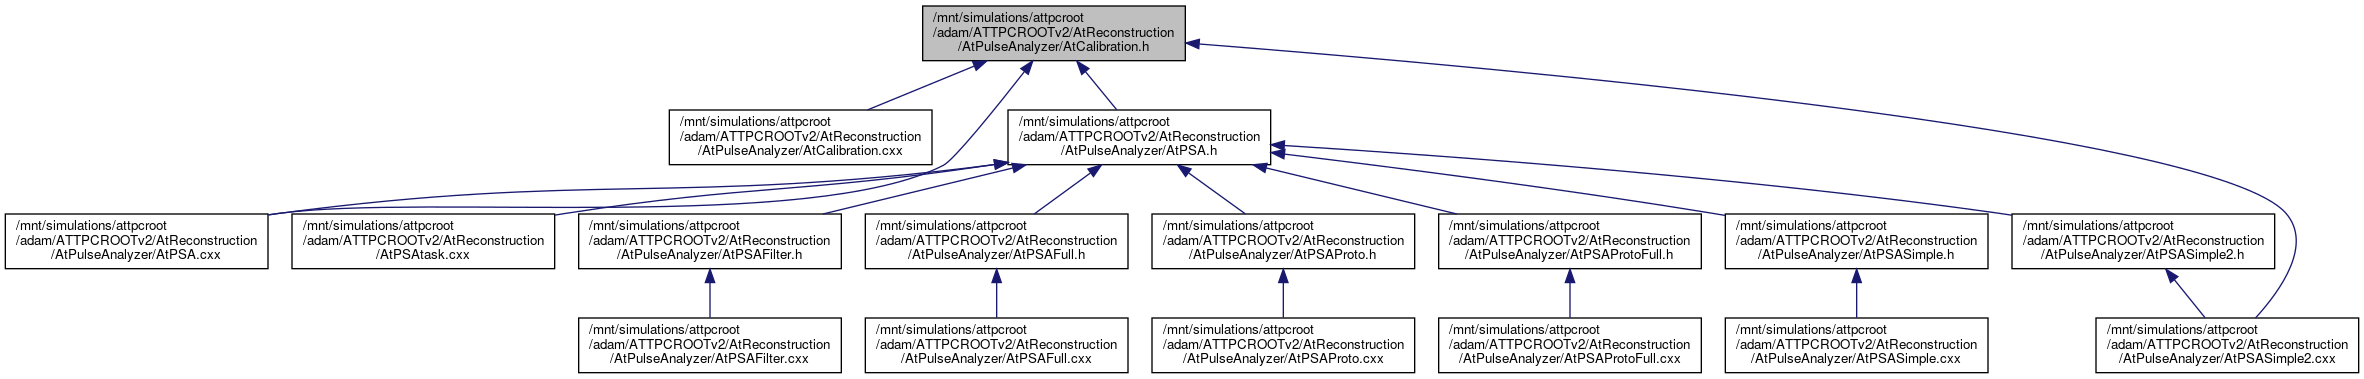 /mnt/simulations/attpcroot
/adam/ATTPCROOTv2/AtReconstruction
/AtPulseAnalyzer/AtCalibration.h
/mnt/simulations/attpcroot
/adam/ATTPCROOTv2/AtReconstruction
/AtPulseAnalyzer/AtCalibration.cxx
/mnt/simulations/attpcroot
/adam/ATTPCROOTv2/AtReconstruction
/AtPulseAnalyzer/AtPSA.h
/mnt/simulations/attpcroot
/adam/ATTPCROOTv2/AtReconstruction
/AtPulseAnalyzer/AtPSA.cxx
/mnt/simulations/attpcroot
/adam/ATTPCROOTv2/AtReconstruction
/AtPSAtask.cxx
/mnt/simulations/attpcroot
/adam/ATTPCROOTv2/AtReconstruction
/AtPulseAnalyzer/AtPSAFilter.h
/mnt/simulations/attpcroot
/adam/ATTPCROOTv2/AtReconstruction
/AtPulseAnalyzer/AtPSAFull.h
/mnt/simulations/attpcroot
/adam/ATTPCROOTv2/AtReconstruction
/AtPulseAnalyzer/AtPSAProto.h
/mnt/simulations/attpcroot
/adam/ATTPCROOTv2/AtReconstruction
/AtPulseAnalyzer/AtPSAProtoFull.h
/mnt/simulations/attpcroot
/adam/ATTPCROOTv2/AtReconstruction
/AtPulseAnalyzer/AtPSASimple.h
/mnt/simulations/attpcroot
/adam/ATTPCROOTv2/AtReconstruction
/AtPulseAnalyzer/AtPSASimple2.h
/mnt/simulations/attpcroot
/adam/ATTPCROOTv2/AtReconstruction
/AtPulseAnalyzer/AtPSAFilter.cxx
/mnt/simulations/attpcroot
/adam/ATTPCROOTv2/AtReconstruction
/AtPulseAnalyzer/AtPSAFull.cxx
/mnt/simulations/attpcroot
/adam/ATTPCROOTv2/AtReconstruction
/AtPulseAnalyzer/AtPSAProto.cxx
/mnt/simulations/attpcroot
/adam/ATTPCROOTv2/AtReconstruction
/AtPulseAnalyzer/AtPSAProtoFull.cxx
/mnt/simulations/attpcroot
/adam/ATTPCROOTv2/AtReconstruction
/AtPulseAnalyzer/AtPSASimple.cxx
/mnt/simulations/attpcroot
/adam/ATTPCROOTv2/AtReconstruction
/AtPulseAnalyzer/AtPSASimple2.cxx